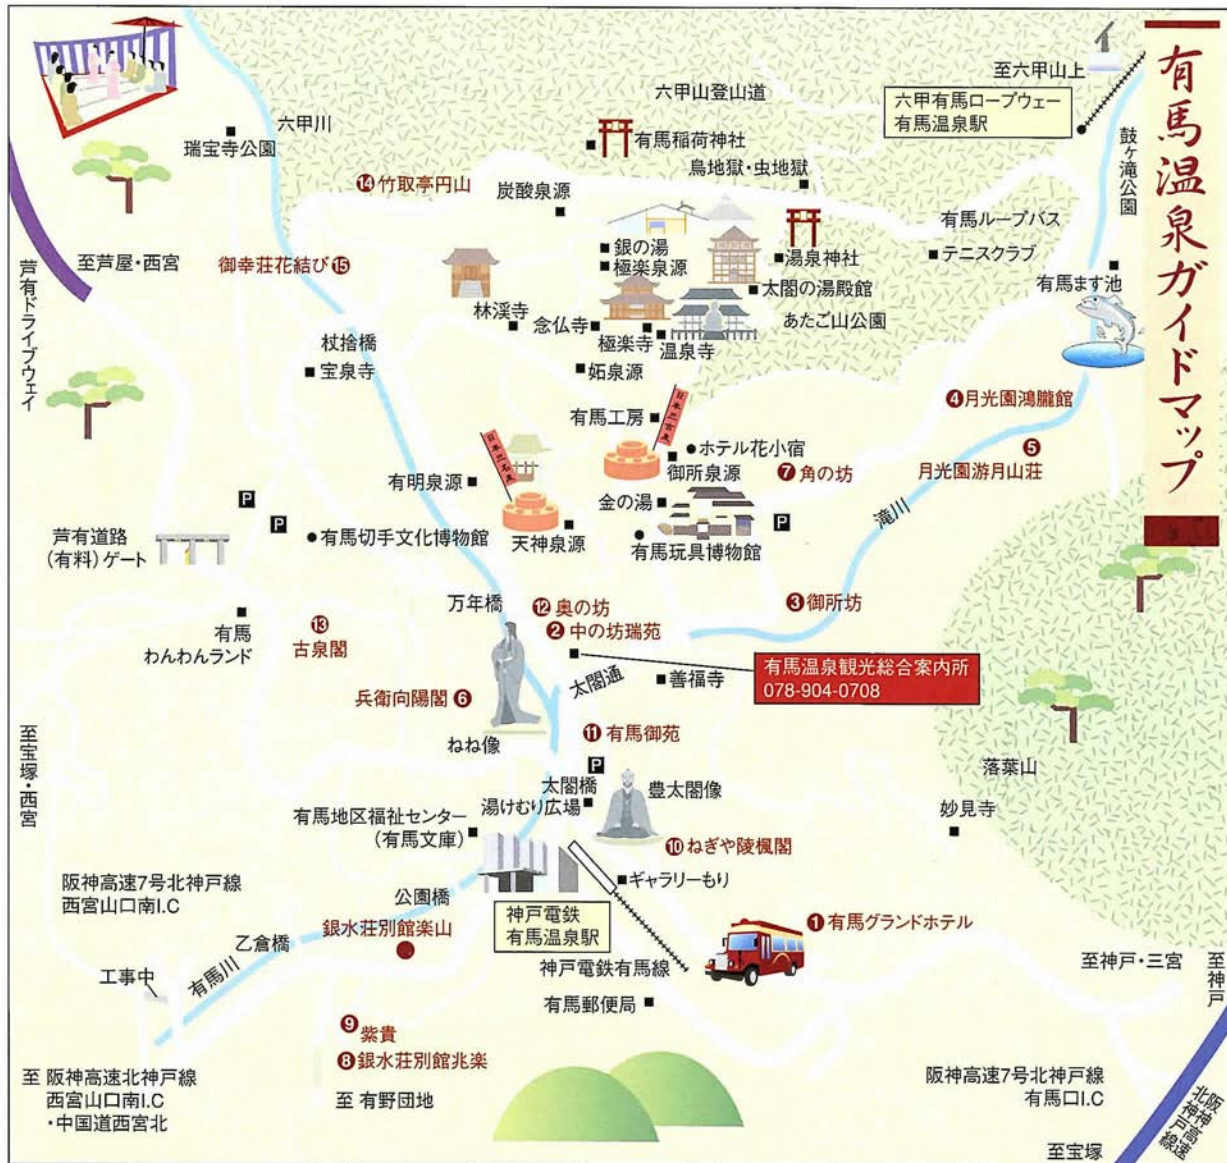 有馬温泉ガイドマップ
至六甲山上
六甲有馬ロープウェー
有馬温泉駅
六甲山登山道
六甲川
瑞宝寺公園
有馬稲荷神社
鳥地獄・虫地獄
鼓ヶ滝公園
⑭竹取亭円山
炭酸泉源
有馬ループバス
テニスクラブ
至芦屋・西宮
御幸荘花結び⑮
銀の湯
極楽泉源
湯泉神社
太閤の湯殿館
有馬ます池
芦有ドライブウェイ
林渓寺
念仏寺
極楽寺
温泉寺
あたご山公園
杖捨橋
宝泉寺
妬泉源
④月光園鴻朧館
有馬工房
日本三古泉
ホテル花小宿
御所泉源
⑤
月光園游月山荘
⑦角の坊
日本三名泉
有明泉源
金の湯
滝川
P
P
P
芦有道路
(有料)ゲート
有馬切手文化博物館
天神泉源
有馬玩具博物館
万年橋
⑫奥の坊
②中の坊瑞苑
③御所坊
有馬
わんわんランド
⑬
古泉閣
有馬温泉観光総合案内所
078-904-0708
太閤通
善福寺
兵衛向陽閣⑥
ねね像
⑪有馬御苑
P
至宝塚・西宮
太閤橋
湯けむり広場
豊太閤像
落葉山
妙見寺
有馬地区福祉センター
(有馬文庫)
⑩ねぎや陵楓閣
ギャラリーもり
阪神高速7号北神戸線
西宮山口南I.C
公園橋
神戸電鉄
有馬温泉駅
①有馬グランドホテル
銀水荘別館楽山
乙倉橋
有馬川
工事中
神戸電鉄有馬線
有馬郵便局
至神戸・三宮
至神戸
⑨紫貴
⑧銀水荘別館兆楽
至 阪神高速北神戸線
西宮山口南I.C
・中国道西宮北
至 有野団地
阪神高速7号北神戸線
有馬口I.C
阪神高速
北神戸線
至宝塚